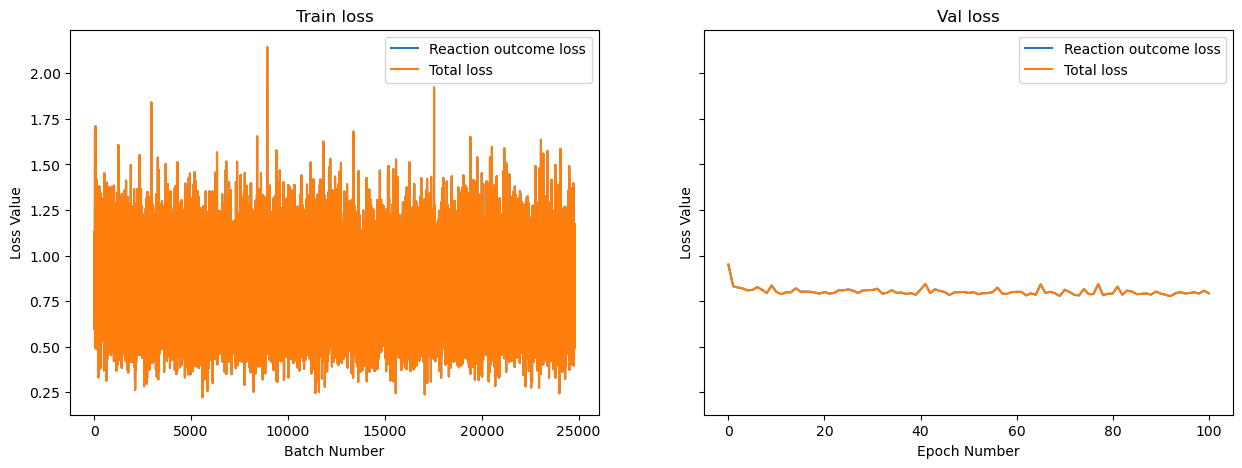 Train loss
Reaction outcome loss
Total loss
2.00
1.75
1.50
1.25
1.00
0.75
0.50
0.25
Loss Value
0
5000
10000
15000
20000
25000
Batch Number
Val loss
Reaction outcome loss
Total loss
Loss Value
0
20
40
60
80
100
Epoch Number